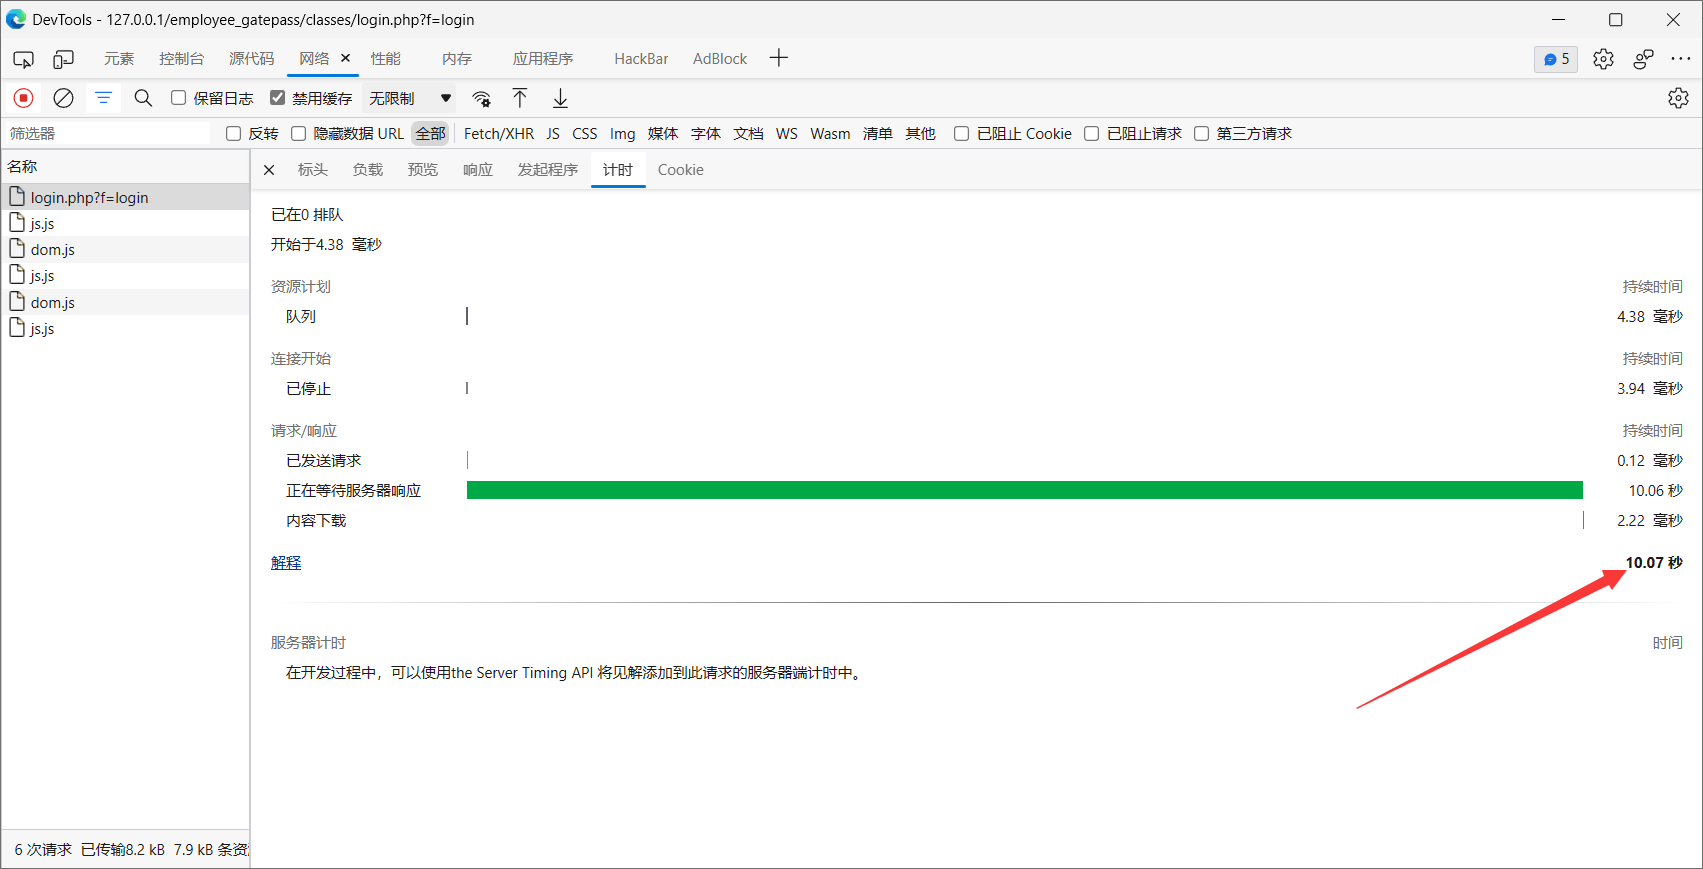 DevTools - 127.0.0.1/employee_gatepass/classes/login.php?f=login
元素 控制台 源代码 网络 性能 内存 应用程序 HackBar AdBlock 5
保留日志 禁用缓存 无限制
筛选器 反转 隐藏数据 URL 全部 Fetch/XHR JS CSS Img 媒体 字体 文档 WS Wasm 清单 其他 已阻止 Cookie 已阻止请求 第三方请求
名称
login.php?f=login
js.js
dom.js
js.js
dom.js
js.js
标头 负载 预览 响应 发起程序 计时 Cookie
已在0 排队
开始于4.38 毫秒
资源计划 持续时间
队列 4.38 毫秒
连接开始 持续时间
已停止 3.94 毫秒
请求/响应 持续时间
已发送请求 0.12 毫秒
正在等待服务器响应 10.06 秒
内容下载 2.22 毫秒
解释 10.07 秒
服务器计时 时间
在开发过程中，可以使用the Server Timing API 将见解添加到此请求的服务器端计时中。
6 次请求 已传输8.2 kB 7.9 kB 条资